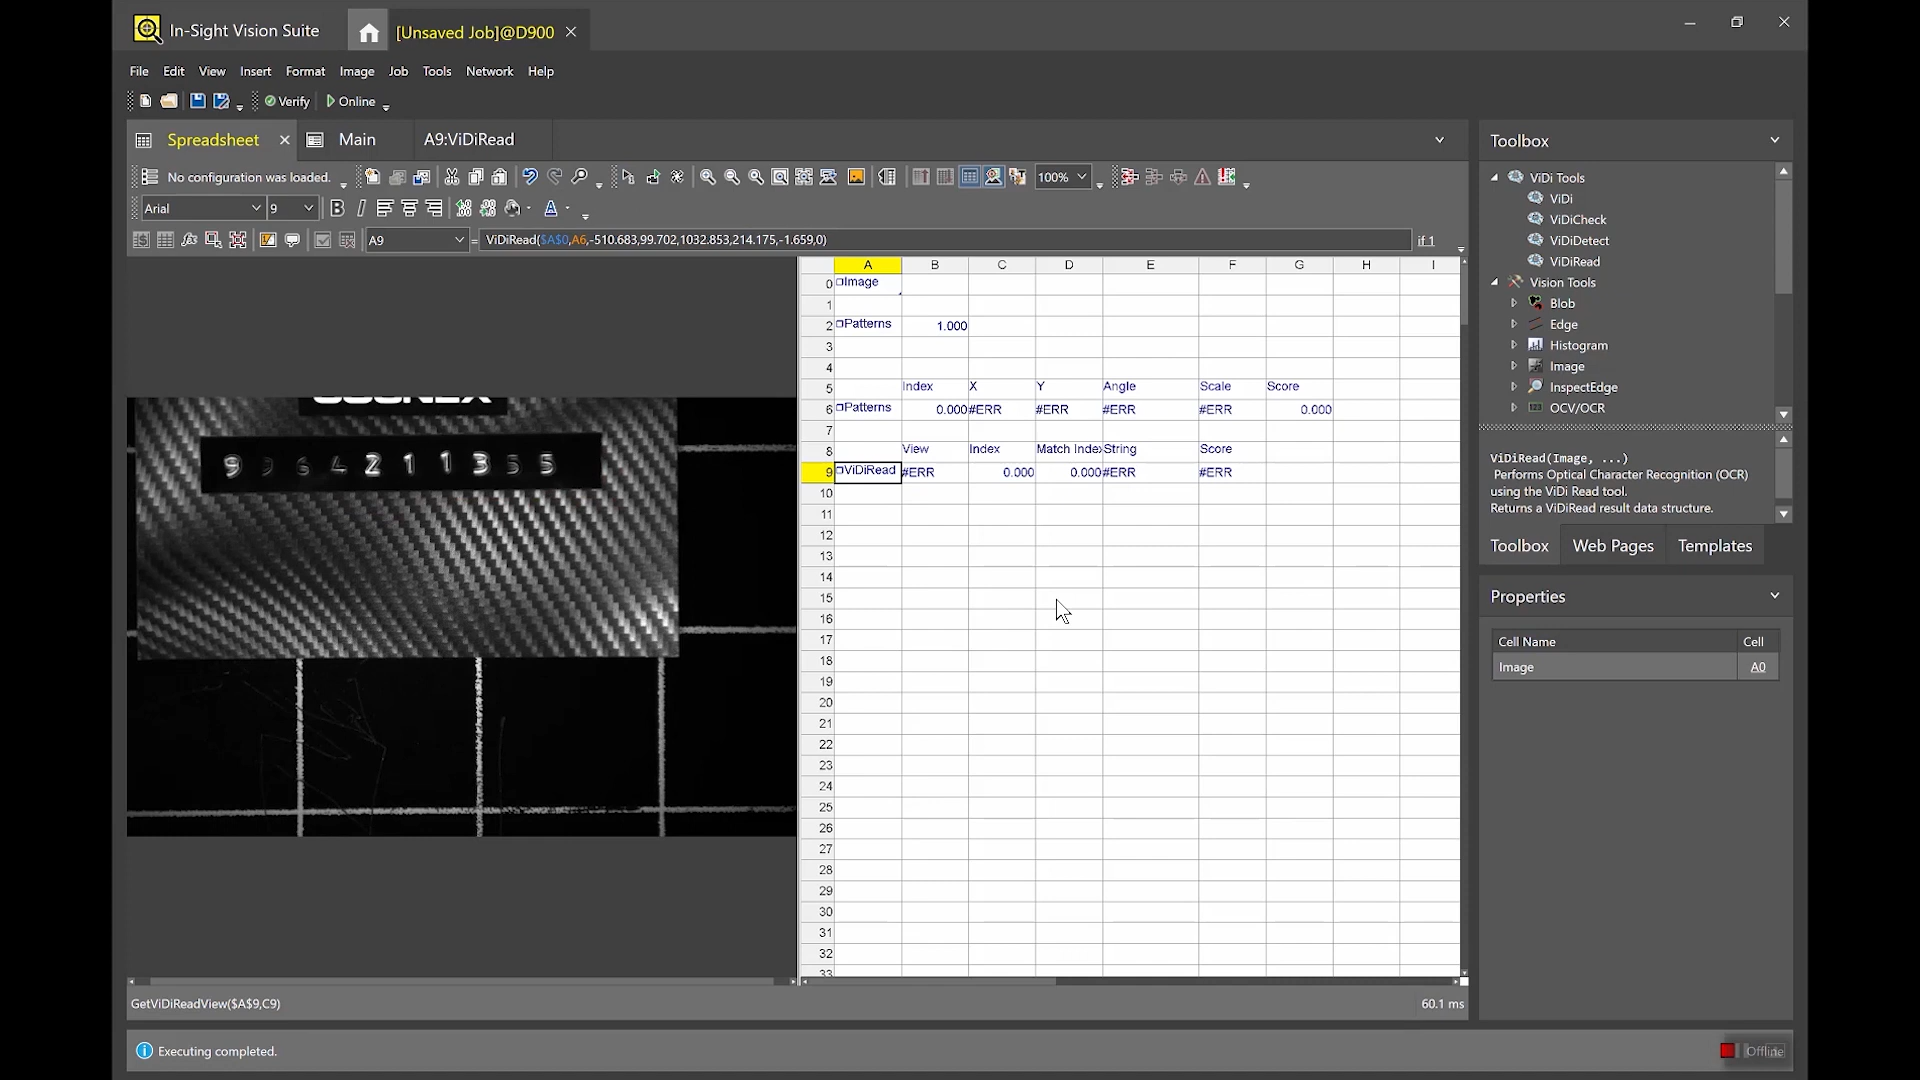 In-Sight Vision Suite
[Unsaved Job]@D900
File Edit View Insert Format Image Job Tools Network Help
Verify Online
Spreadsheet Main A9:ViDiRead
No configuration was loaded. 100%
Arial 9 B I A
fx A9 = ViDiRead($A$0,A6,-510.683,99.702,1032.853,214.175,-1.659,0) if 1
A B C D E F G H I
0 Image
1
2 Patterns 1.000
3
4
5 Index X Y Angle Scale Score
6 Patterns 0.000 #ERR #ERR #ERR #ERR 0.000
7
8 View Index Match Index String Score
9 ViDiRead #ERR 0.000 0.000 #ERR #ERR
10
11
12
13
14
15
16
17
18
19
20
21
22
23
24
25
26
27
28
29
30
31
32
33
COGNEX
9364211355
GetViDiReadView($A$9,C9) 60.1 ms
Executing completed. Offline
Toolbox
ViDi Tools
ViDi
ViDiCheck
ViDiDetect
ViDiRead
Vision Tools
Blob
Edge
Histogram
Image
InspectEdge
OCV/OCR
ViDiRead(Image, ...)
Performs Optical Character Recognition (OCR)
using the ViDi Read tool.
Returns a ViDiRead result data structure.
Toolbox Web Pages Templates
Properties
Cell Name Cell
Image A0